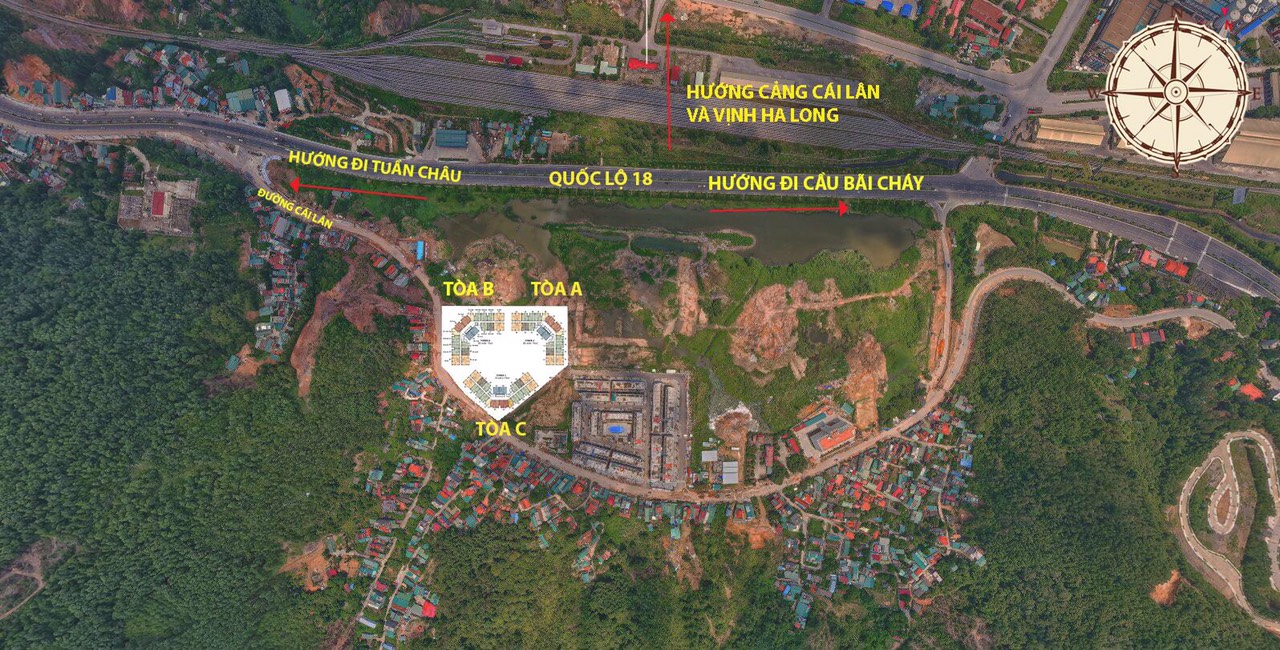 HƯỚNG CẢNG CÁI LÂN
VÀ VỊNH HẠ LONG
W
E
HƯỚNG ĐI TUẦN CHÂU
QUỐC LỘ 18
HƯỚNG ĐI CẦU BÃI CHÁY
ĐƯỜNG CÁI LÂN
TÒA B
TÒA A
TÒA C